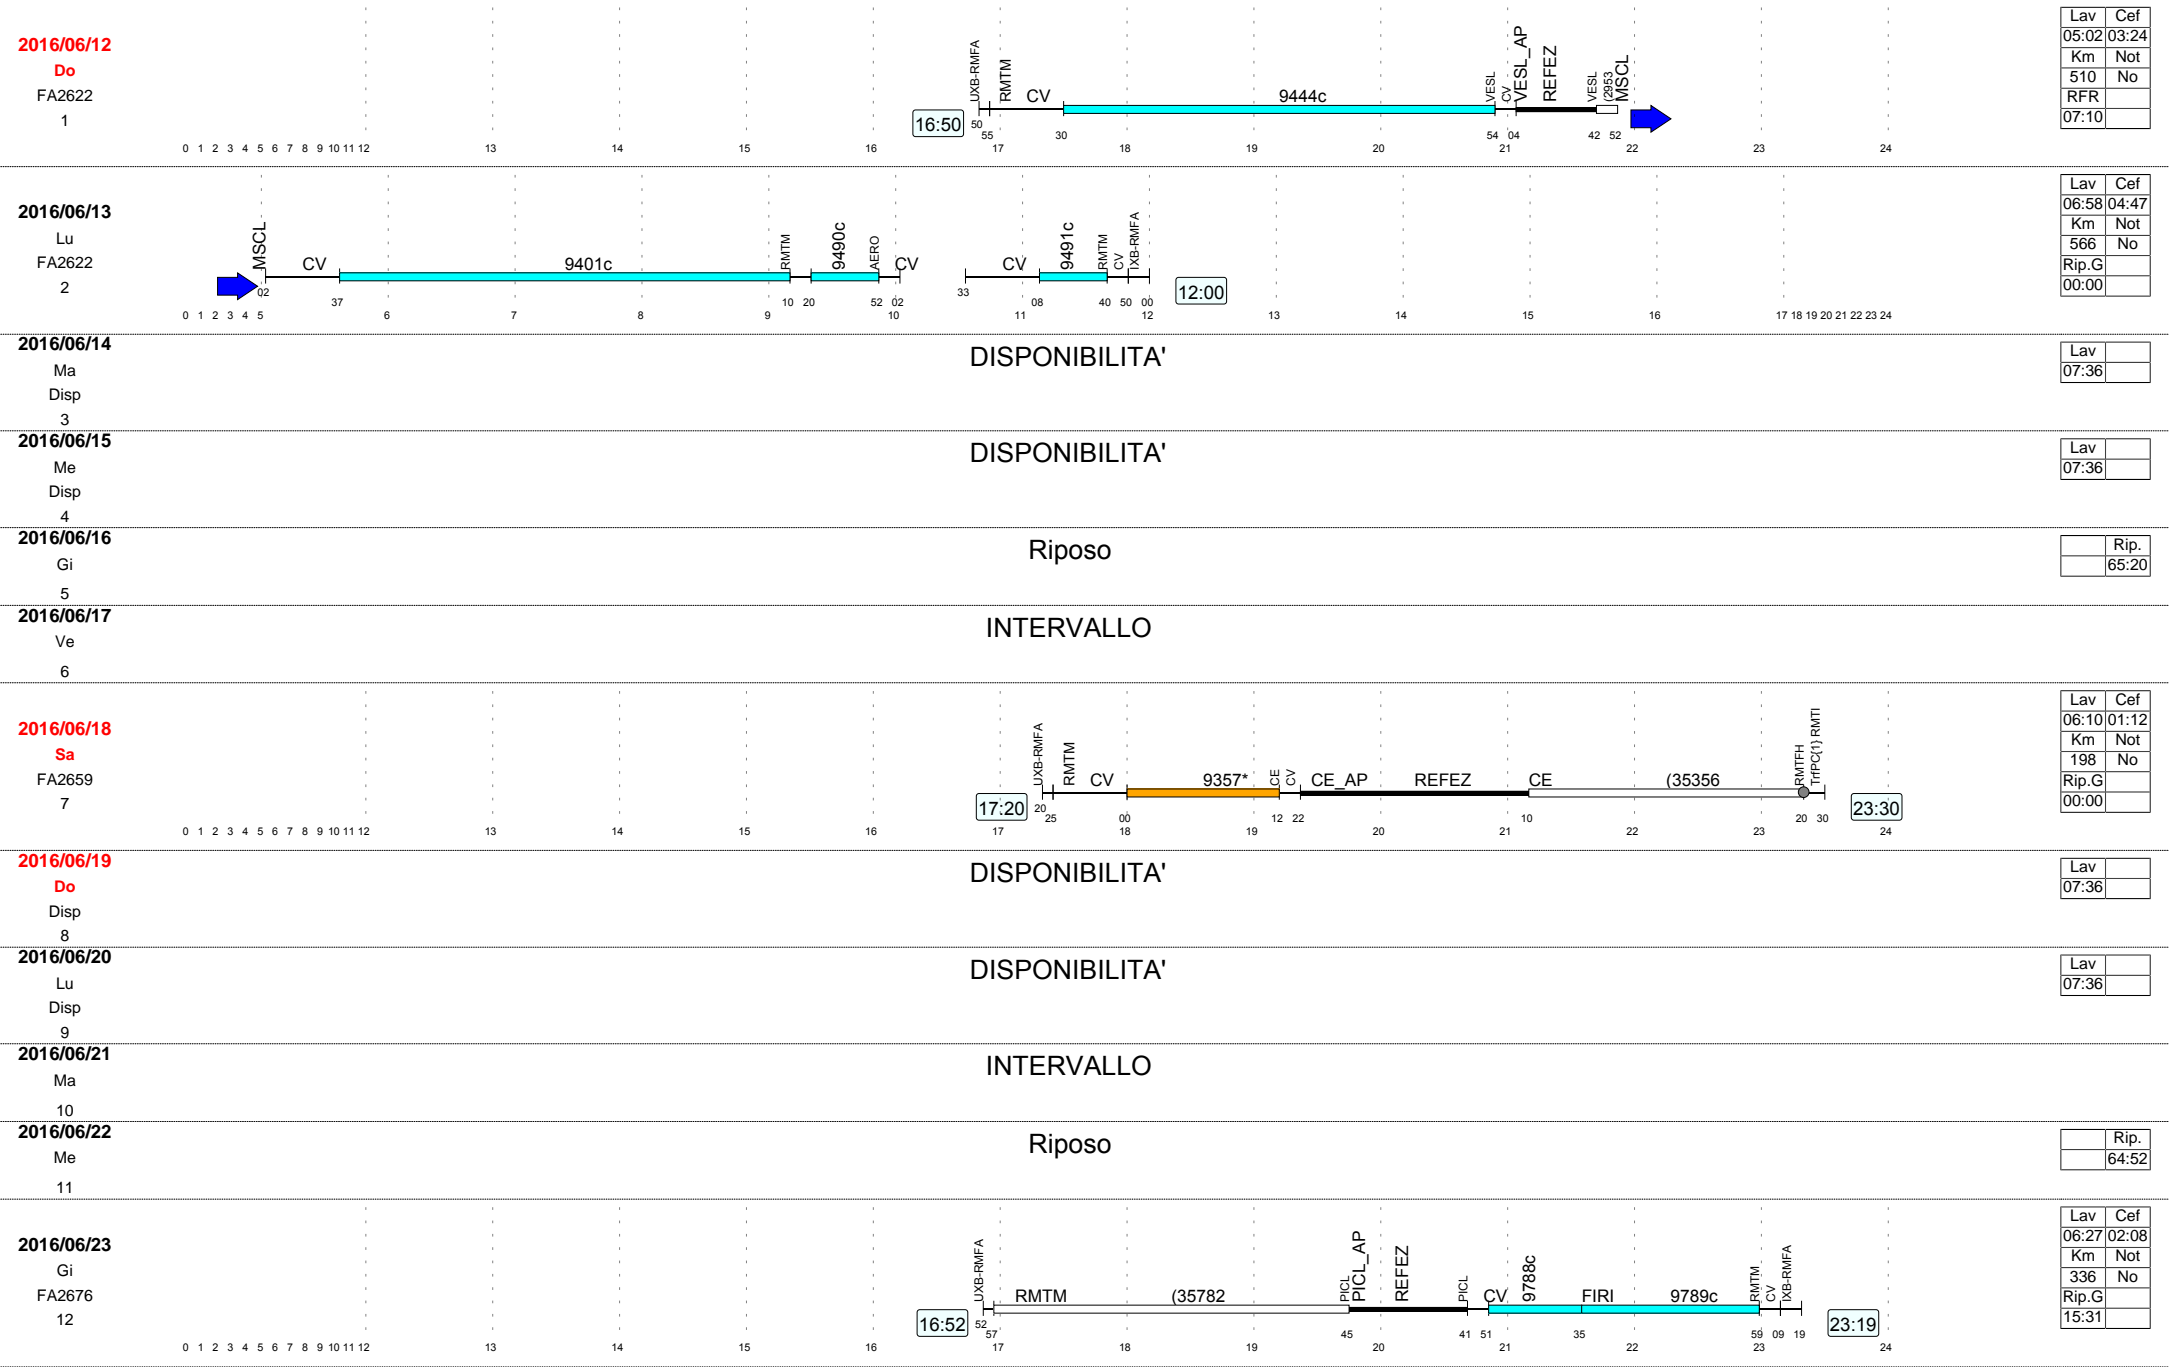 2016/06/12
Do
FA2622
1
16:50
UXB-RMFA
RMTM
CV
9444c
VESL
CV
VESL_AP
REFEZ
VESL
(2953
MSCL
50
55
30
54
04
42
52
0 1 2 3 4 5 6 7 8 9 10 11 12 13 14 15 16 17 18 19 20 21 22 23 24
Lav Cef
05:02 03:24
Km Not
510 No
RFR
07:10
2016/06/13
Lu
FA2622
2
MSCL
CV
9401c
RMTM
9490c
AERO
CV
CV
9491c
RMTM
CV
IXB-RMFA
12:00
02
37
10
20
52
02
33
08
40
50
00
0 1 2 3 4 5 6 7 8 9 10 11 12 13 14 15 16 17 18 19 20 21 22 23 24
Lav Cef
06:58 04:47
Km Not
566 No
Rip.G
00:00
2016/06/14
Ma
Disp
3
DISPONIBILITA'
Lav
07:36
2016/06/15
Me
Disp
4
DISPONIBILITA'
Lav
07:36
2016/06/16
Gi
5
Riposo
Rip.
65:20
2016/06/17
Ve
6
INTERVALLO
2016/06/18
Sa
FA2659
7
17:20
UXB-RMFA
RMTM
CV
9357*
CE
CV
CE_AP
REFEZ
CE
(35356
RMTFH
TrfPC{1} RMTI
23:30
20
25
00
12
22
10
20
30
0 1 2 3 4 5 6 7 8 9 10 11 12 13 14 15 16 17 18 19 20 21 22 23 24
Lav Cef
06:10 01:12
Km Not
198 No
Rip.G
00:00
2016/06/19
Do
Disp
8
DISPONIBILITA'
Lav
07:36
2016/06/20
Lu
Disp
9
DISPONIBILITA'
Lav
07:36
2016/06/21
Ma
10
INTERVALLO
2016/06/22
Me
11
Riposo
Rip.
64:52
2016/06/23
Gi
FA2676
12
16:52
UXB-RMFA
RMTM
(35782
PICL
PICL_AP
REFEZ
PICL
CV
9788c
FIRI
9789c
RMTM
CV
IXB-RMFA
23:19
52
57
45
41
51
35
59
09
19
0 1 2 3 4 5 6 7 8 9 10 11 12 13 14 15 16 17 18 19 20 21 22 23 24
Lav Cef
06:27 02:08
Km Not
336 No
Rip.G
15:31